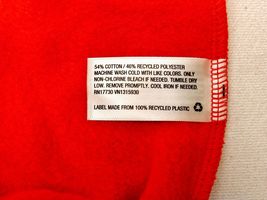 54% COTTON / 46% RECYCLED POLYESTER
MACHINE WASH COLD WITH LIKE COLORS. ONLY
NON-CHLORINE BLEACH IF NEEDED. TUMBLE DRY
LOW. REMOVE PROMPTLY. COOL IRON IF NEEDED.
RN17730 VN1315930
LABEL MADE FROM 100% RECYCLED PLASTIC